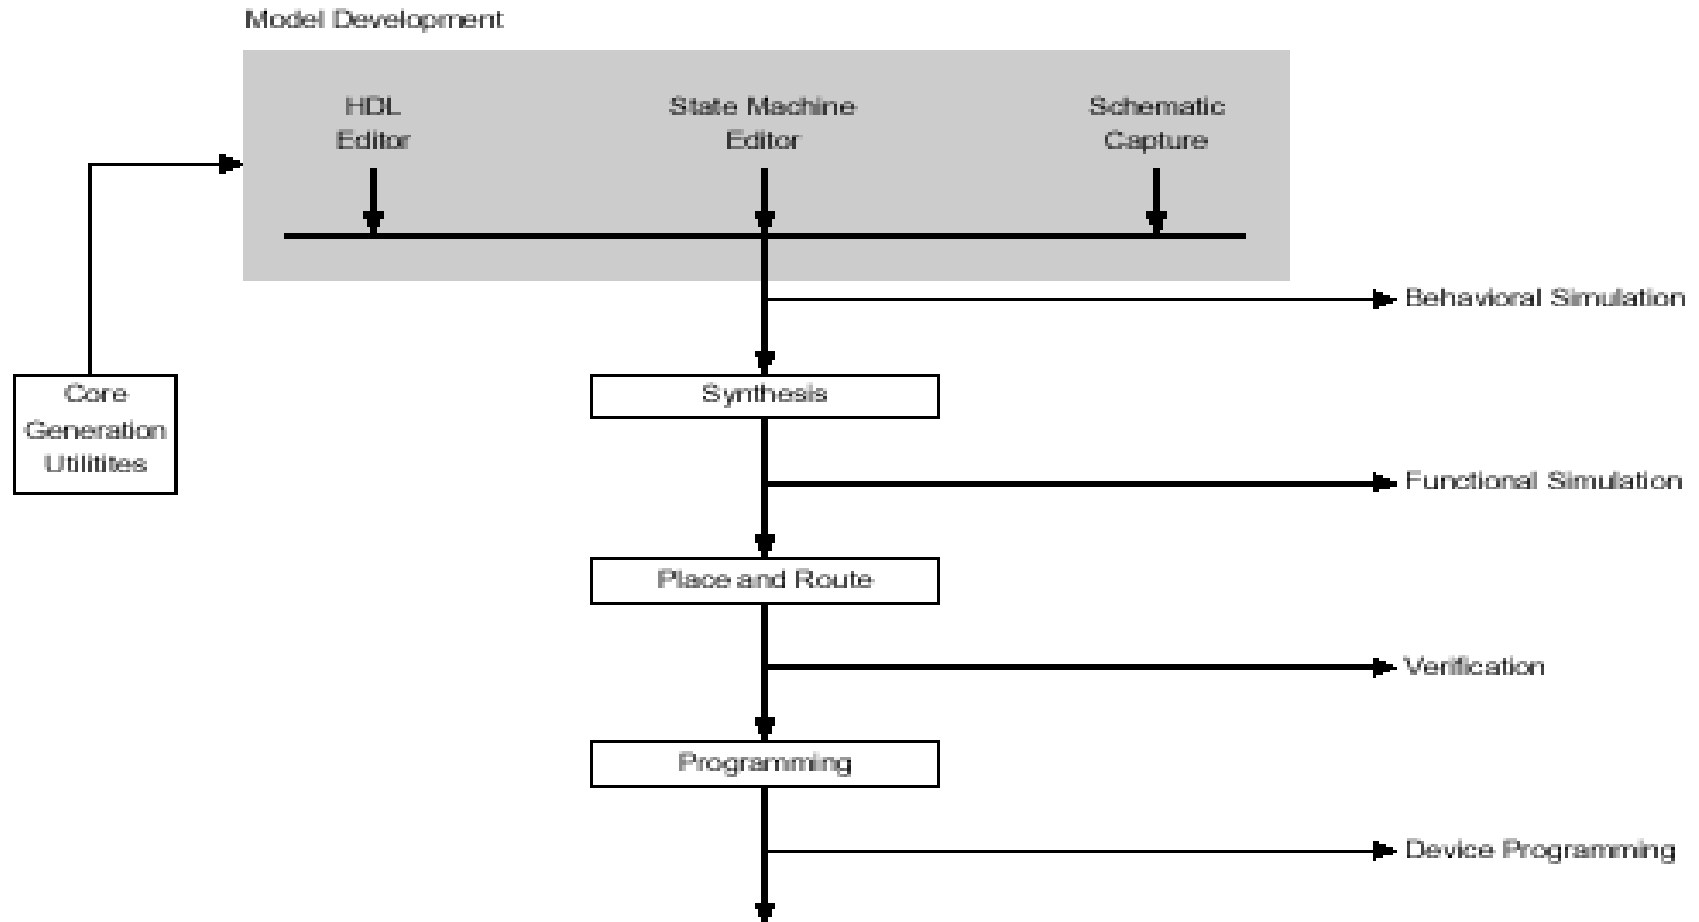 Model Development
HDL
Editor
State Machine
Editor
Schematic
Capture
Behavioral Simulation
Core
Generation
Utilitites
Synthesis
Functional Simulation
Place and Route
Verification
Programming
Device Programming